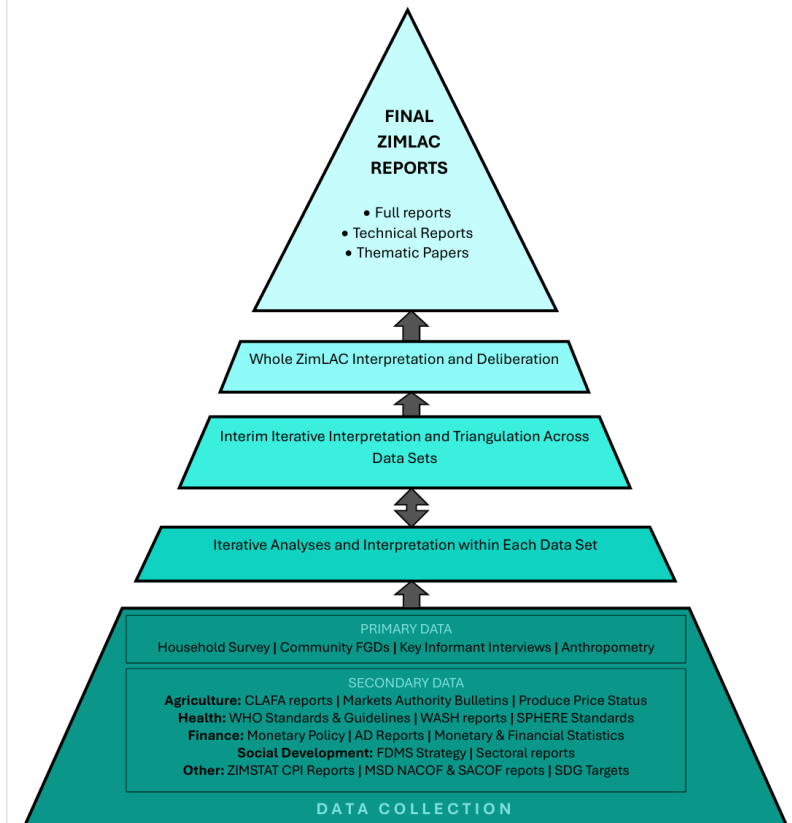 FINAL
ZIMLAC
REPORTS
• Full reports
• Technical Reports
• Thematic Papers
Whole ZimLAC Interpretation and Deliberation
Interim Iterative Interpretation and Triangulation Across
Data Sets
Iterative Analyses and Interpretation within Each Data Set
PRIMARY DATA
Household Survey | Community FGDs | Key Informant Interviews | Anthropometry
SECONDARY DATA
Agriculture: CLAFA reports | Markets Authority Bulletins | Produce Price Status
Health: WHO Standards & Guidelines | WASH reports | SPHERE Standards
Finance: Monetary Policy | AD Reports | Monetary & Financial Statistics
Social Development: FDMS Strategy | Sectoral reports
Other: ZIMSTAT CPI Reports | MSD NACOF & SACOF repots | SDG Targets
DATA COLLECTION